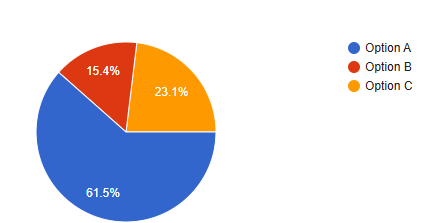 Option A
Option B
Option C
15.4%
23.1%
61.5%